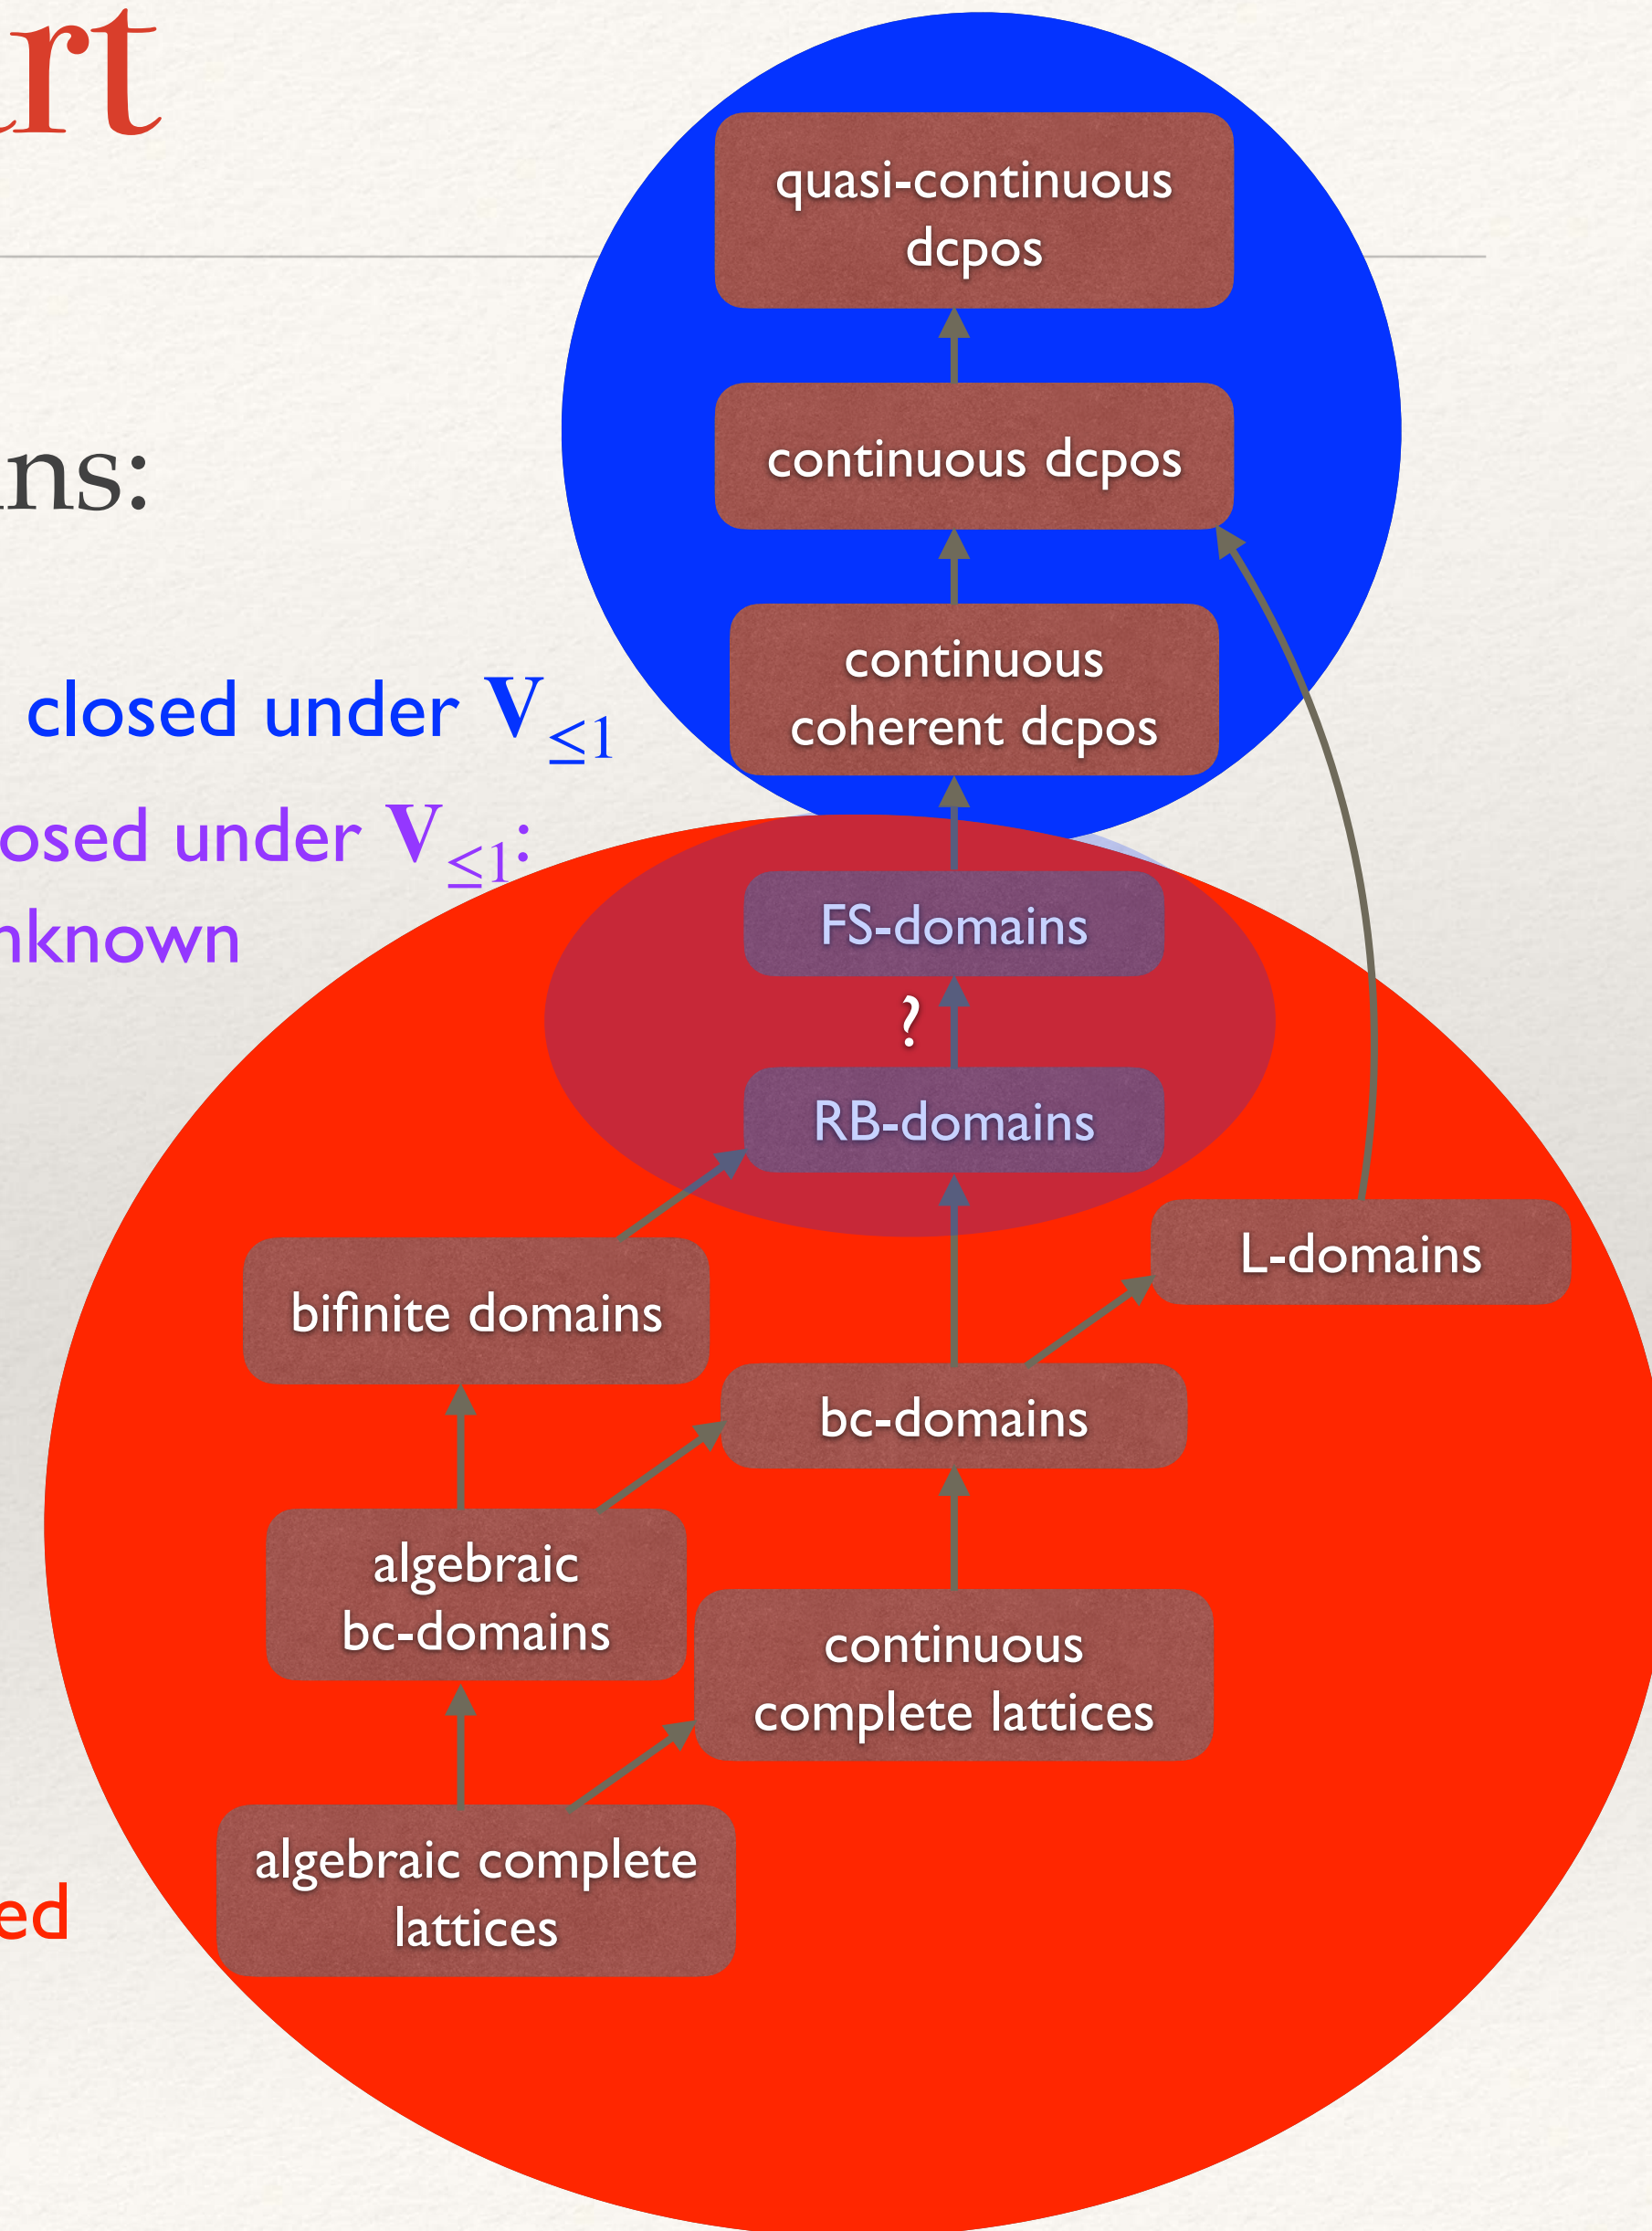 rt
ns:
closed under V≤1
osed under V≤1:
nknown
ed
quasi-continuous
dcpos
continuous dcpos
continuous
coherent dcpos
FS-domains
?
RB-domains
L-domains
bifinite domains
bc-domains
algebraic
bc-domains
continuous
complete lattices
algebraic complete
lattices